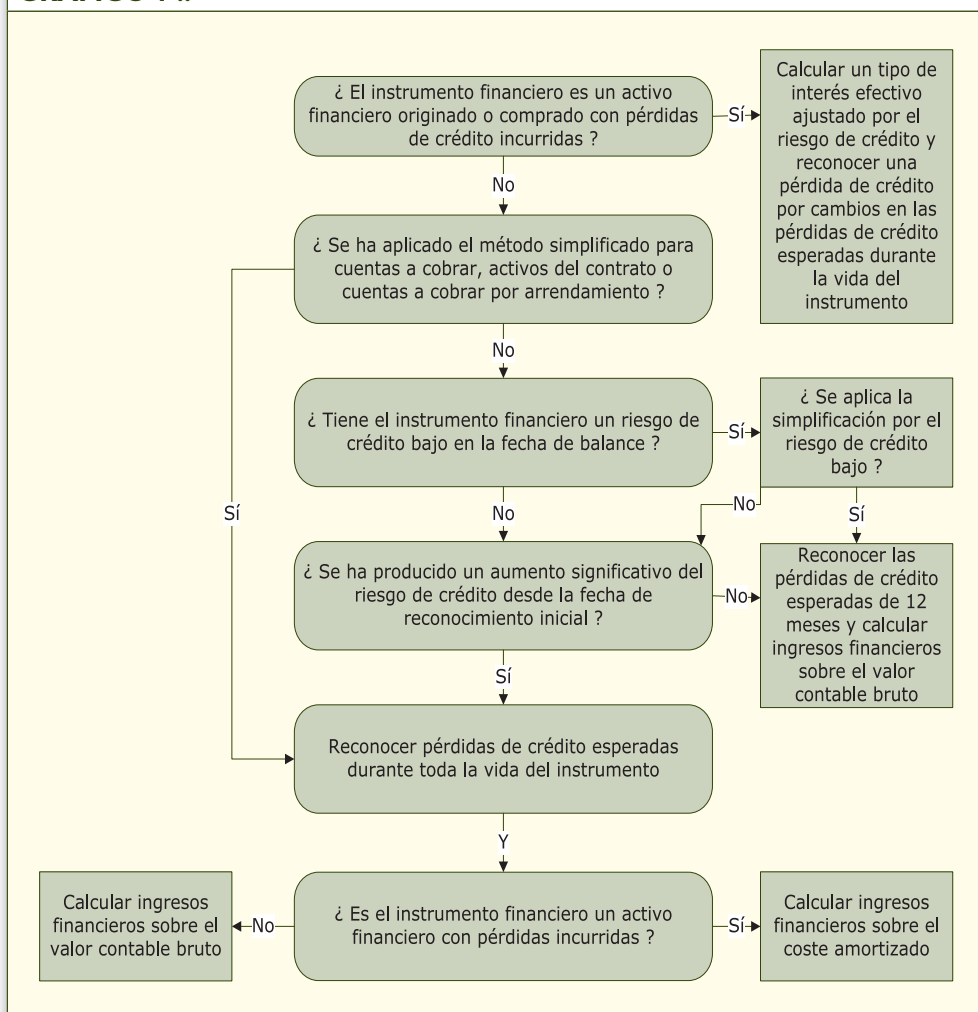 ¿ El instrumento financiero es un activo
financiero originado o comprado con pérdidas
de crédito incurridas ?
Sí
Calcular un tipo de
interés efectivo
ajustado por el
riesgo de crédito y
reconocer una
pérdida de crédito
por cambios en las
pérdidas de crédito
esperadas durante
la vida del
instrumento
No
¿ Se ha aplicado el método simplificado para
cuentas a cobrar, activos del contrato o
cuentas a cobrar por arrendamiento ?
No
¿ Tiene el instrumento financiero un riesgo de
crédito bajo en la fecha de balance ?
Sí
¿ Se aplica la
simplificación por el
riesgo de crédito
bajo ?
Sí
No
No
Sí
¿ Se ha producido un aumento significativo del
riesgo de crédito desde la fecha de
reconocimiento inicial ?
No
Reconocer las
pérdidas de crédito
esperadas de 12
meses y calcular
ingresos financieros
sobre el valor
contable bruto
Sí
Reconocer pérdidas de crédito esperadas
durante toda la vida del instrumento
Y
Calcular ingresos
financieros sobre el
valor contable bruto
No
¿ Es el instrumento financiero un activo
financiero con pérdidas incurridas ?
Sí
Calcular ingresos
financieros sobre el
coste amortizado